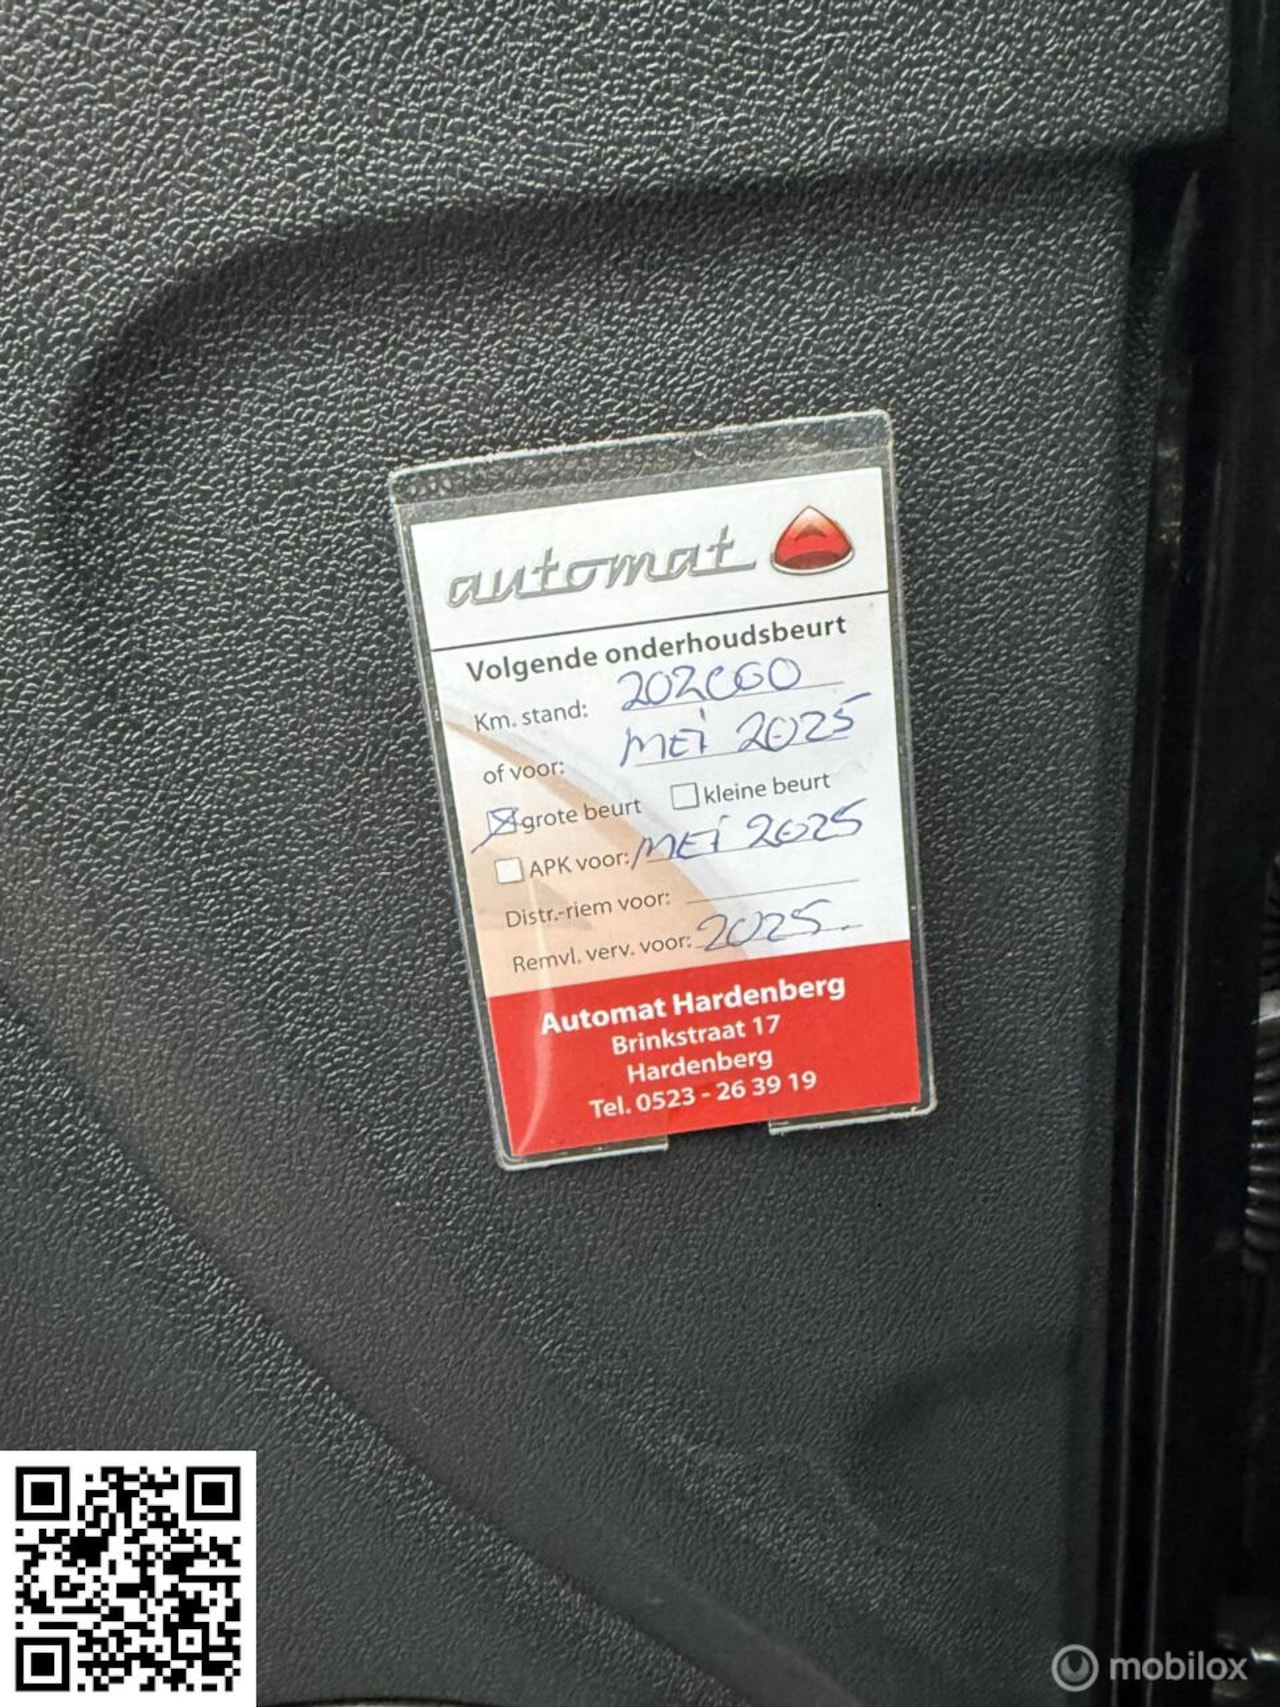 automat
Volgende onderhoudsbeurt
Km. stand: 202000
of voor: MEi 2025
grote beurt kleine beurt
APK voor: MEi 2025
Distr.-riem voor:
Remvl. verv. voor: 2025.
Automat Hardenberg
Brinkstraat 17
Hardenberg
Tel. 0523 - 26 39 19
mobilox